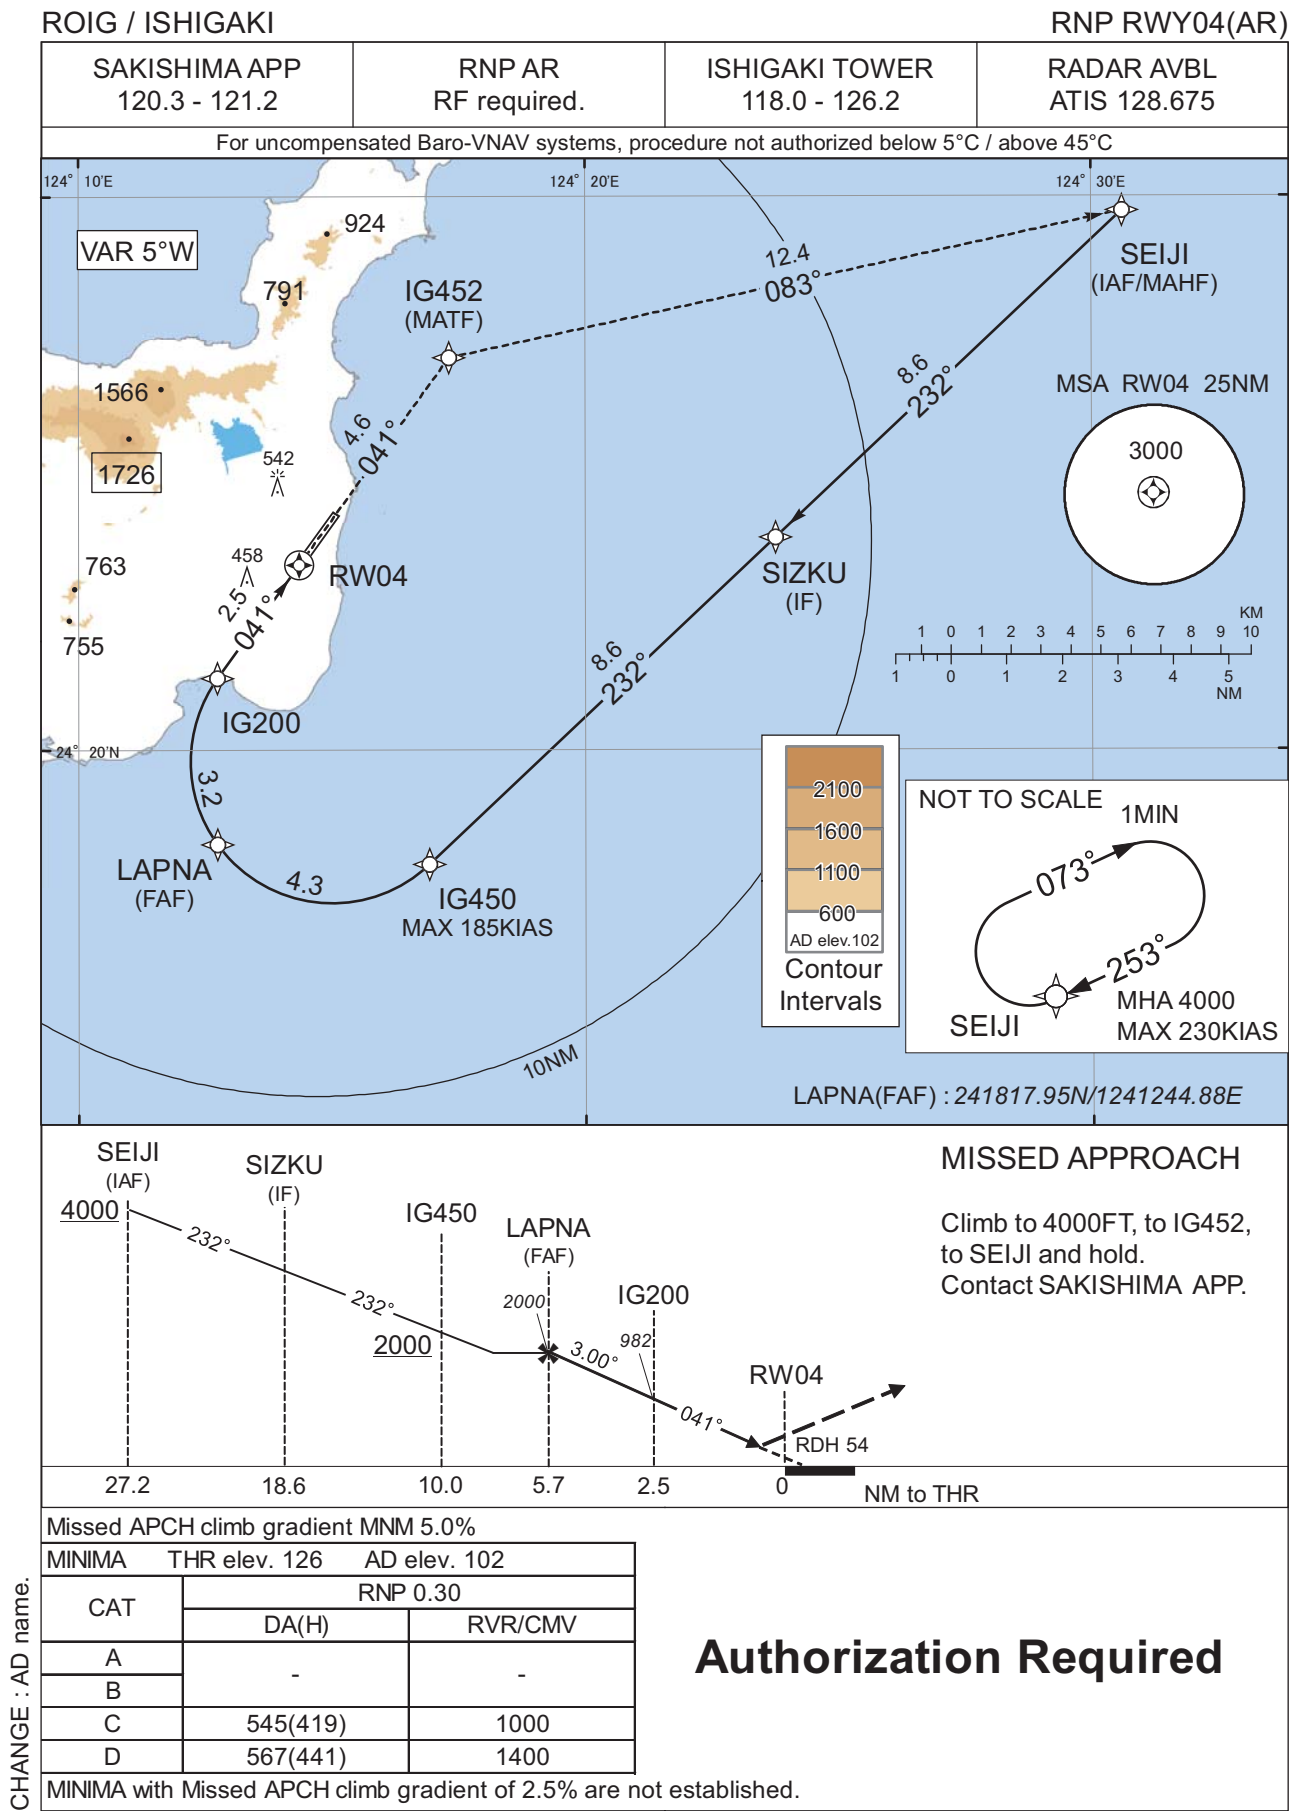 ROIG / ISHIGAKI
RNP RWY04(AR)
SAKISHIMA APP
120.3 - 121.2
RNP AR
RF required.
ISHIGAKI TOWER
118.0 - 126.2
RADAR AVBL
ATIS 128.675
For uncompensated Baro-VNAV systems, procedure not authorized below 5°C / above 45°C
124° 10'E
124° 20'E
124° 30'E
VAR 5°W
924
791
IG452
(MATF)
12.4
083°
SEIJI
(IAF/MAHF)
1566
1726
542
4.6
041°
8.6
232°
MSA RW04 25NM
3000
763
755
458
RW04
2.5
041°
SIZKU
(IF)
KM
1 0 1 2 3 4 5 6 7 8 9 10
1 0 1 2 3 4 5
NM
8.6
232°
IG200
24° 20'N
3.2
LAPNA
(FAF)
4.3
IG450
MAX 185KIAS
2100
1600
1100
600
AD elev.102
Contour
Intervals
NOT TO SCALE
1MIN
073°
253°
SEIJI
MHA 4000
MAX 230KIAS
10NM
LAPNA(FAF) : 241817.95N/1241244.88E
SEIJI
(IAF)
4000
232°
SIZKU
(IF)
232°
IG450
2000
LAPNA
(FAF)
2000
3.00°
IG200
982
041°
RW04
RDH 54
27.2
18.6
10.0
5.7
2.5
0
NM to THR
MISSED APPROACH
Climb to 4000FT, to IG452,
to SEIJI and hold.
Contact SAKISHIMA APP.
Missed APCH climb gradient MNM 5.0%
MINIMA THR elev. 126 AD elev. 102
CAT
RNP 0.30
DA(H)
RVR/CMV
A
B
- -
C 545(419) 1000
D 567(441) 1400
MINIMA with Missed APCH climb gradient of 2.5% are not established.
Authorization Required
CHANGE : AD name.